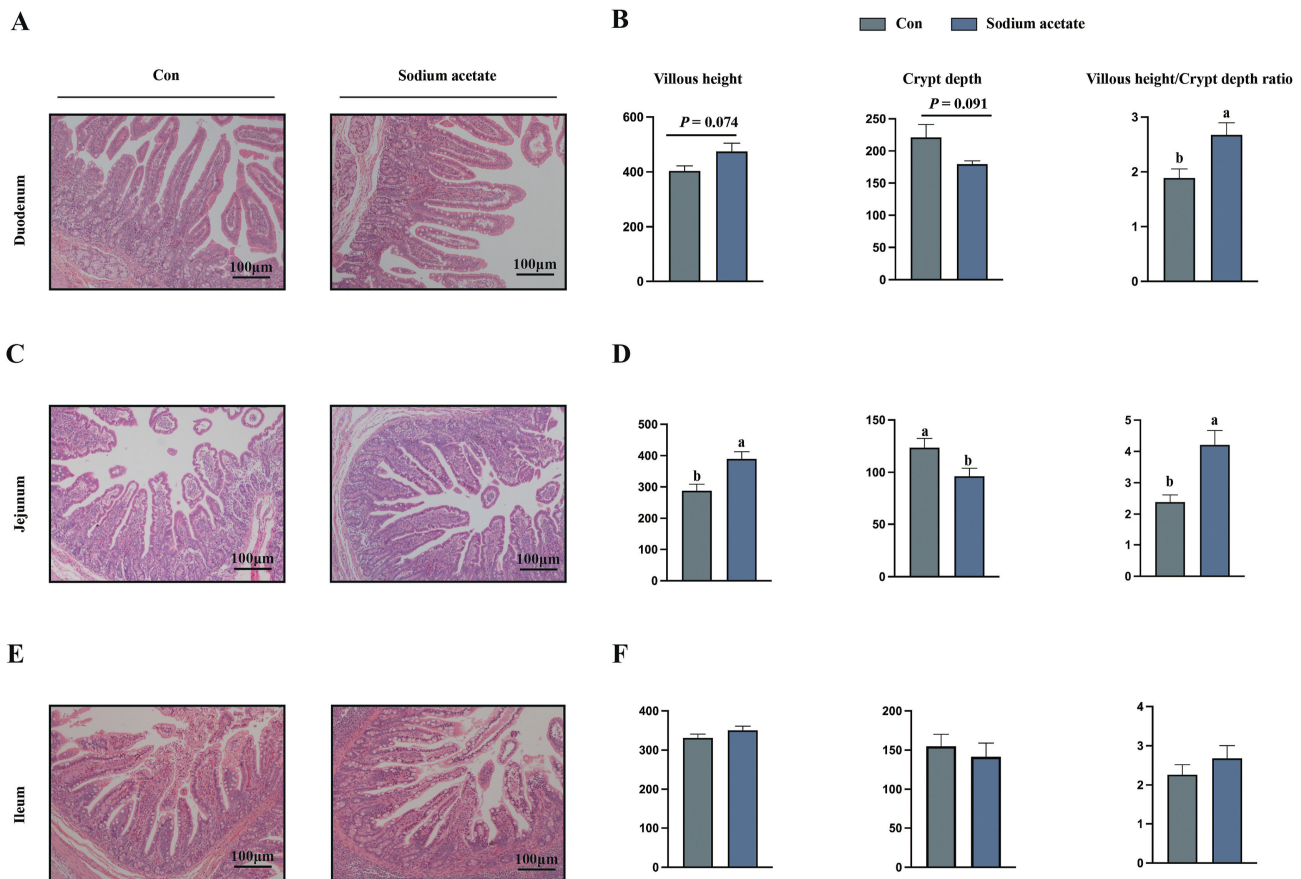 A
B
Con
Sodium acetate
Con
Sodium acetate
Villous height
Crypt depth
Villous height/Crypt depth ratio
Duodenum
100μm
100μm
P = 0.074
600
400
200
0
P = 0.091
250
200
150
100
50
0
b
a
3
2
1
0
C
D
Jejunum
100μm
100μm
b
a
500
400
300
200
100
0
a
b
150
100
50
0
b
a
5
4
3
2
1
0
E
F
Ileum
100μm
100μm
400
300
200
100
0
200
150
100
50
0
4
3
2
1
0